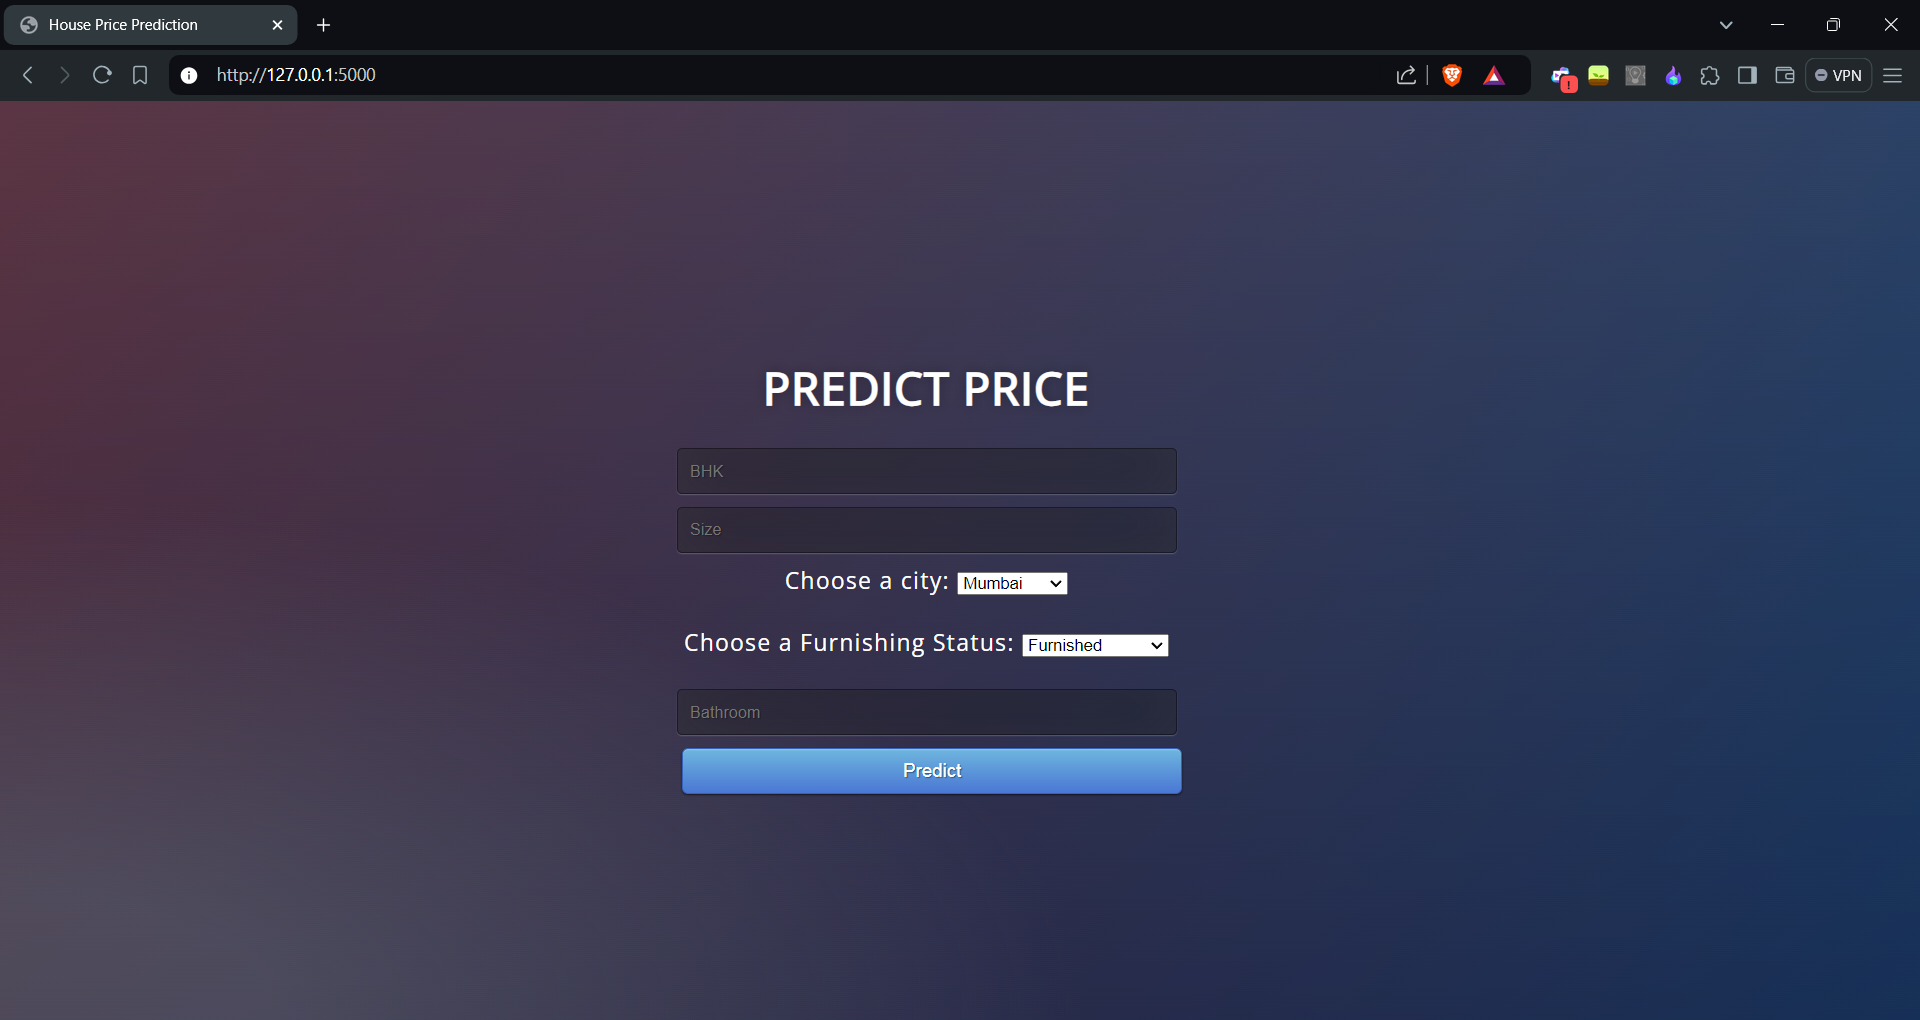 House Price Prediction
http://127.0.0.1:5000
VPN
PREDICT PRICE
BHK
Size
Choose a city: Mumbai
Choose a Furnishing Status: Furnished
Bathroom
Predict